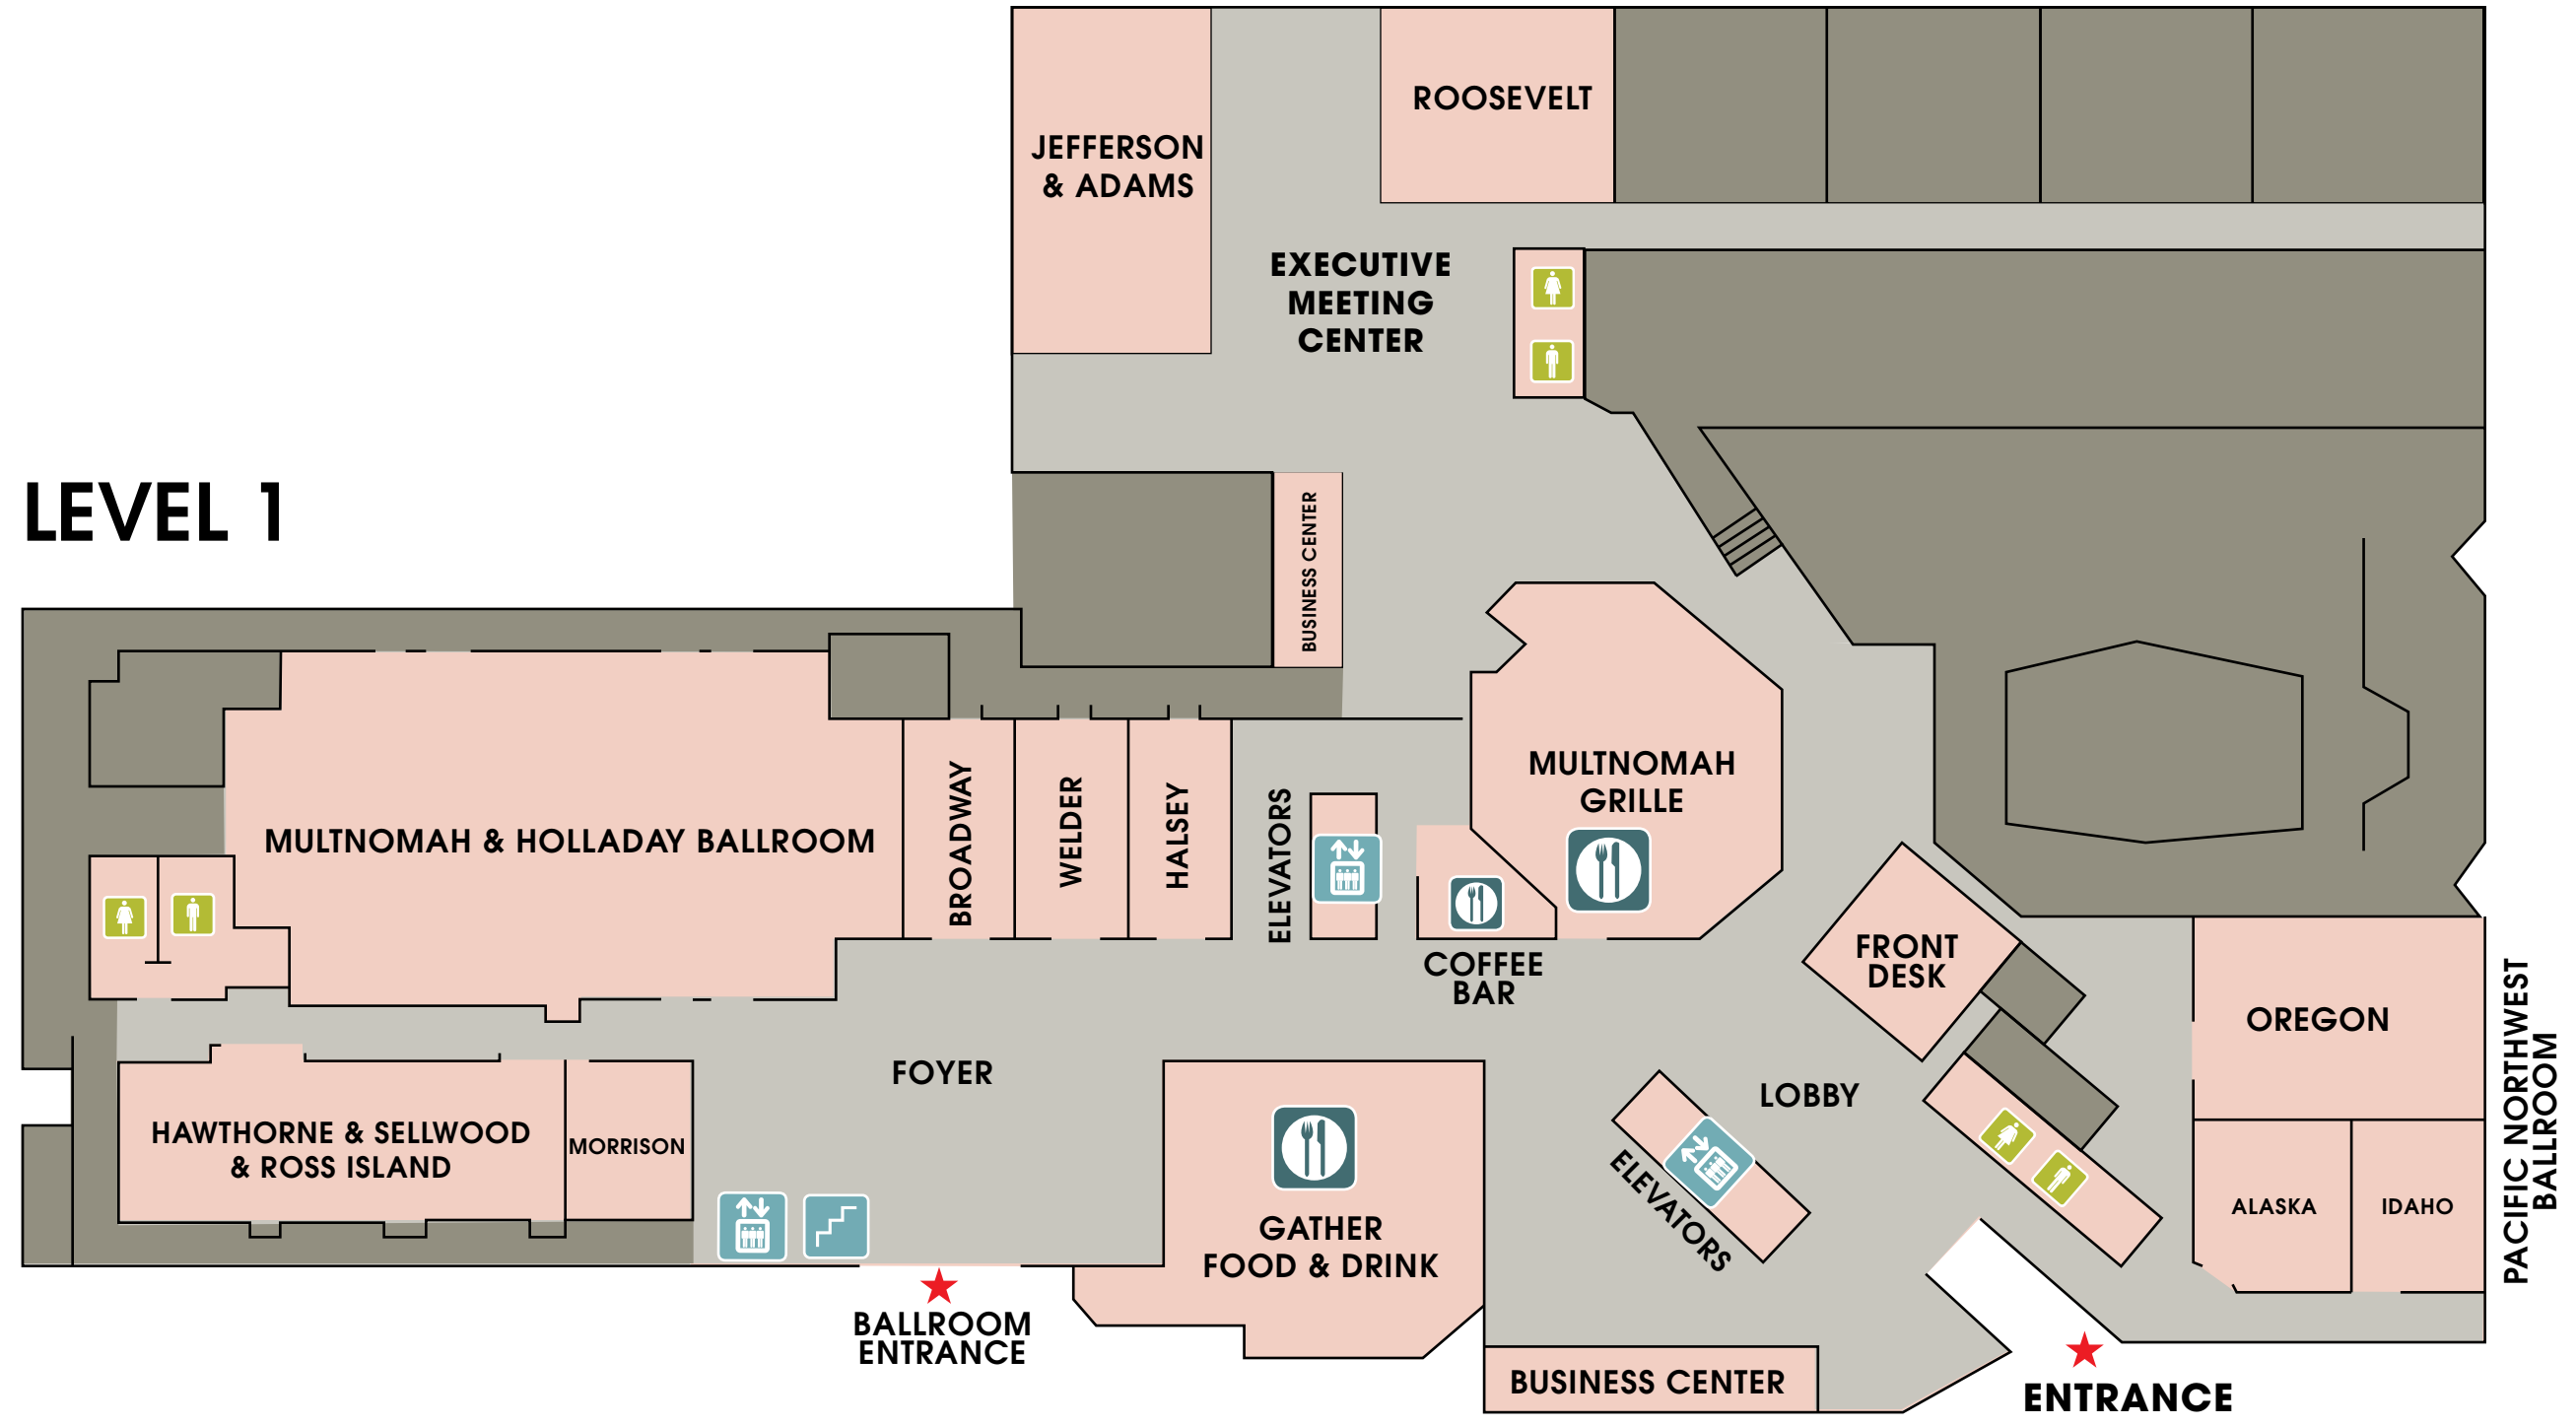 JEFFERSON
& ADAMS
ROOSEVELT
EXECUTIVE
MEETING
CENTER
LEVEL 1
BUSINESS CENTER
MULTNOMAH
GRILLE
MULTNOMAH & HOLLADAY BALLROOM
BROADWAY
WELDER
HALSEY
ELEVATORS
COFFEE
BAR
FRONT
DESK
OREGON
PACIFIC NORTHWEST
BALLROOM
FOYER
LOBBY
HAWTHORNE & SELLWOOD
& ROSS ISLAND
MORRISON
ELEVATORS
ALASKA
IDAHO
GATHER
FOOD & DRINK
BALLROOM
ENTRANCE
BUSINESS CENTER
ENTRANCE